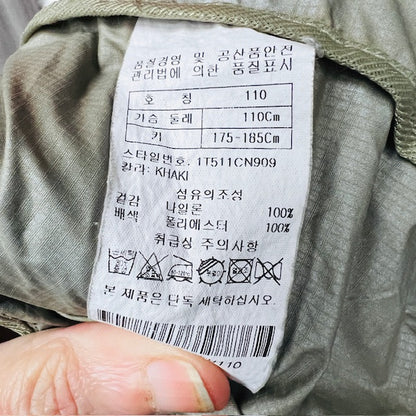 품질경영 및 공산품안전
관리법에 의한 품질표시
호 칭 110
가슴 둘레 110Cm
키 175-185Cm
스타일번호. 1T511CN909
칼라: KHAKI
섬유의조성
겉감 나일론 100%
배색 폴리에스터 100%
취급상 주의사항
본 제품은 단독 세탁하십시오.
110